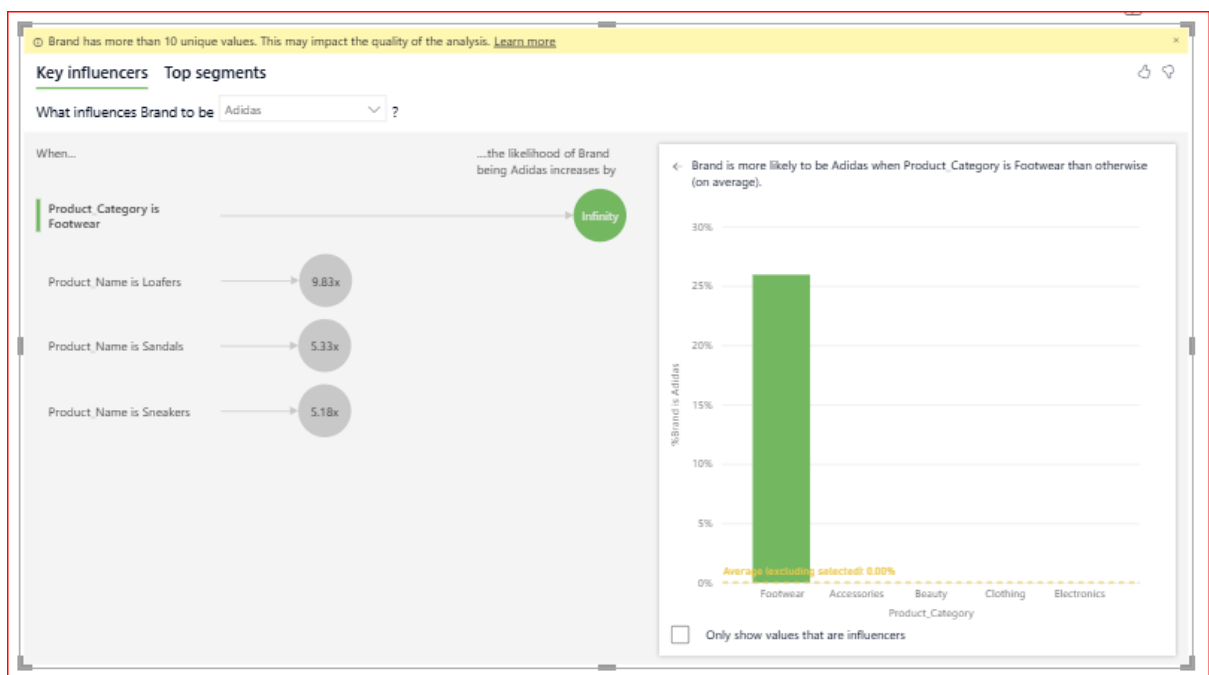 Brand has more than 10 unique values. This may impact the quality of the analysis. Learn more ×
Key influencers Top segments
What influences Brand to be Adidas ?
When...
....the likelihood of Brand
being Adidas increases by
Product_Category is
Footwear
Infinity
Product_Name is Loafers
9.83x
Product_Name is Sandals
5.33x
Product_Name is Sneakers
5.18x
← Brand is more likely to be Adidas when Product_Category is Footwear than otherwise
(on average).
30%
25%
20%
15%
10%
5%
0%
%Brand is Adidas
Average (excluding selected): 0.00%
Footwear Accessories Beauty Clothing Electronics
Product_Category
Only show values that are influencers